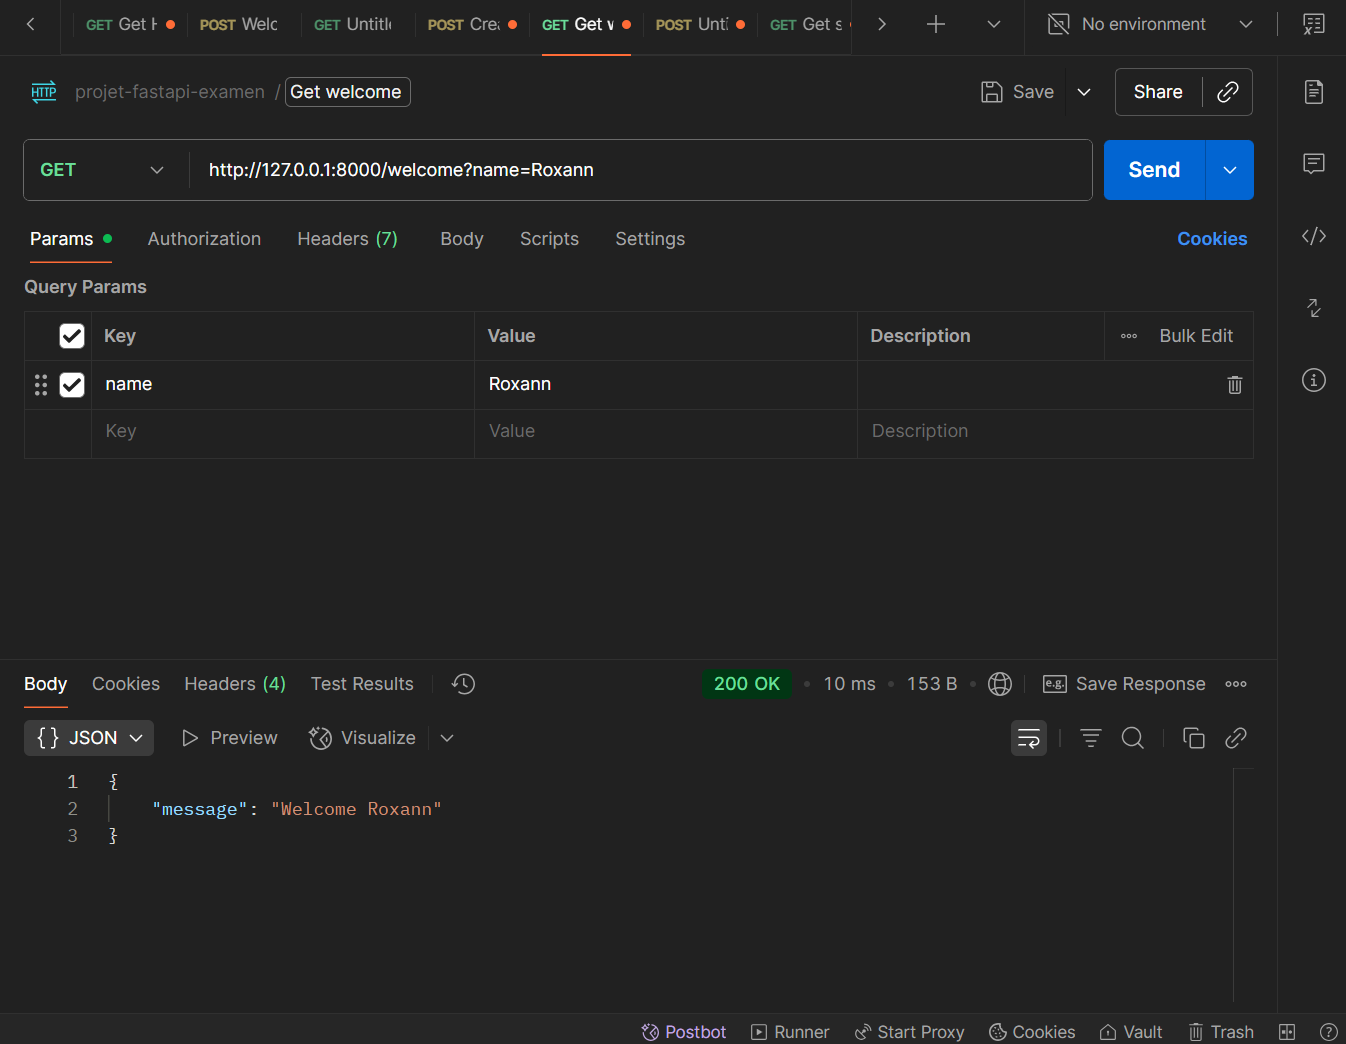 GET Get H POST Welc GET Untitle POST Crea GET Get w POST Unti GET Get s No environment
HTTP projet-fastapi-examen / Get welcome Save Share
GET http://127.0.0.1:8000/welcome?name=Roxann Send
Params Authorization Headers (7) Body Scripts Settings Cookies
Query Params
Key Value Description Bulk Edit
name Roxann
Key Value Description
Body Cookies Headers (4) Test Results 200 OK 10 ms 153 B e.g. Save Response
{} JSON Preview Visualize
1 {
2 "message": "Welcome Roxann"
3 }
Postbot Runner Start Proxy Cookies Vault Trash